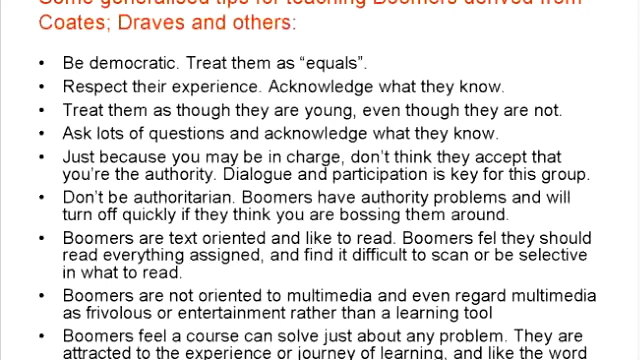 Some generalised tips for teaching Boomers derived from
Coates; Draves and others:
• Be democratic. Treat them as “equals”.
• Respect their experience. Acknowledge what they know.
• Treat them as though they are young, even though they are not.
• Ask lots of questions and acknowledge what they know.
• Just because you may be in charge, don’t think they accept that
you’re the authority. Dialogue and participation is key for this group.
• Don’t be authoritarian. Boomers have authority problems and will
turn off quickly if they think you are bossing them around.
• Boomers are text oriented and like to read. Boomers fel they should
read everything assigned, and find it difficult to scan or be selective
in what to read.
• Boomers are not oriented to multimedia and even regard multimedia
as frivolous or entertainment rather than a learning tool
• Boomers feel a course can solve just about any problem. They are
attracted to the experience or journey of learning, and like the word